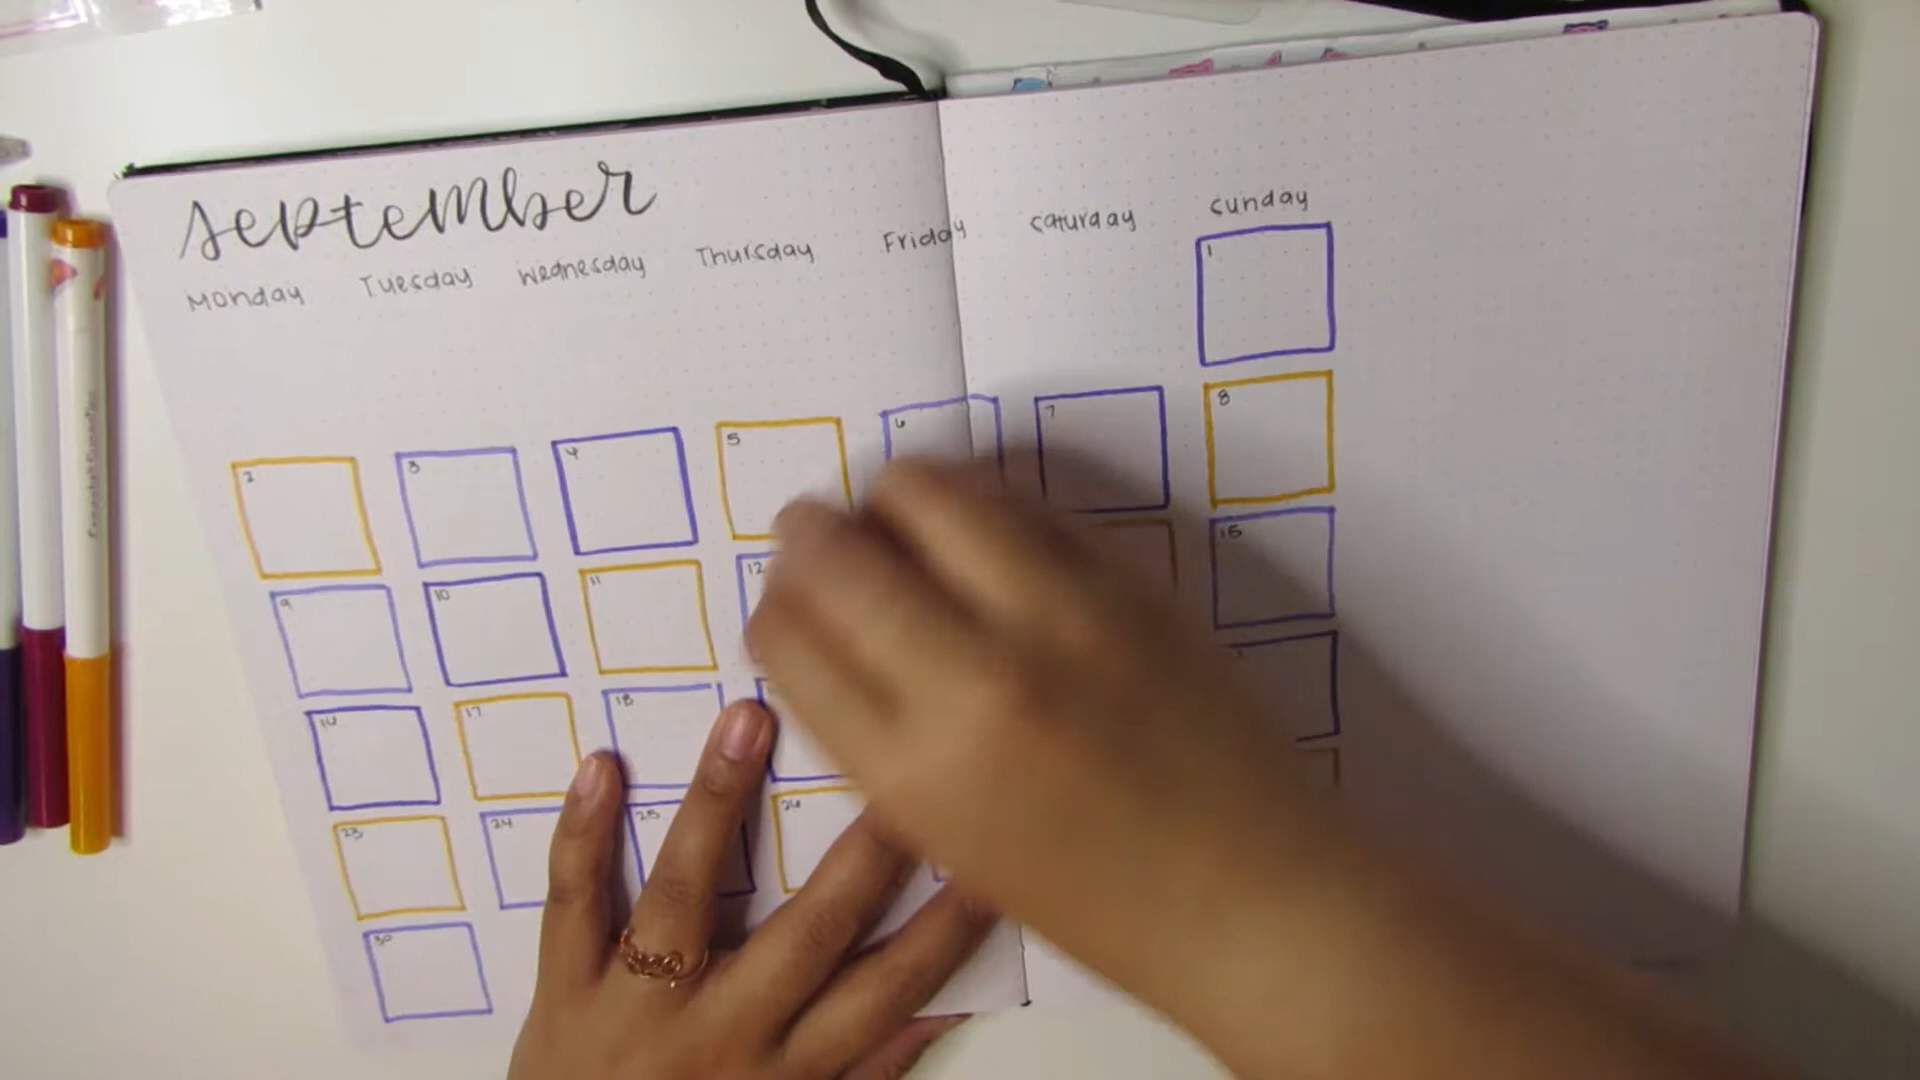 september
Monday Tuesday Wednesday Thursday Friday saturday sunday
1
2 3 4 5 6 7 8
9 10 11 12 15
16 17 18
23 24 25 26
30